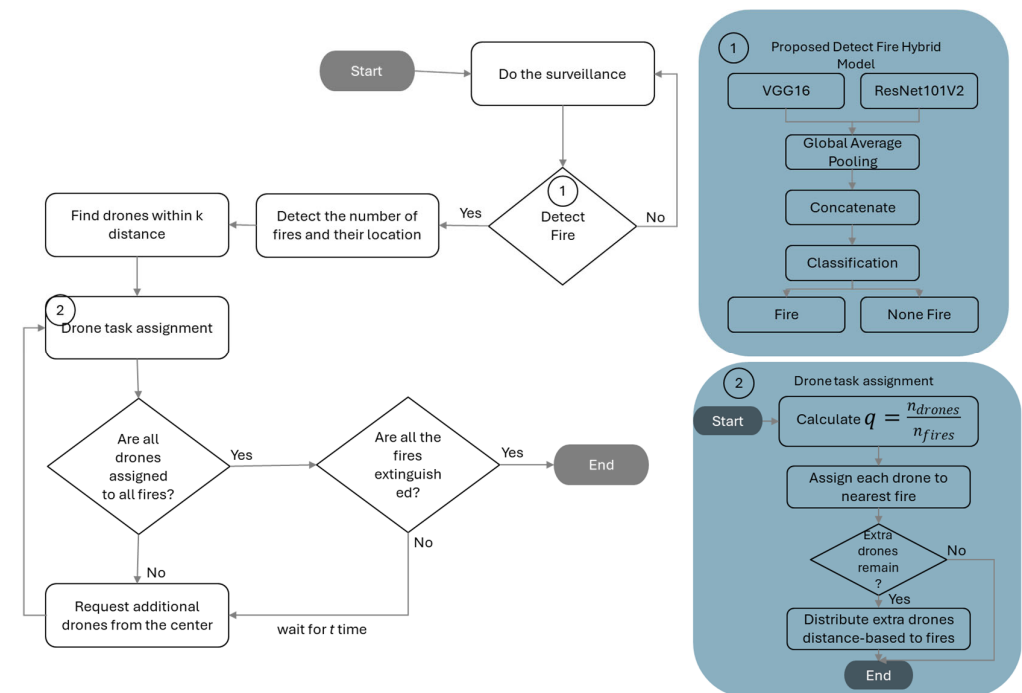 Start
Do the surveillance
1
Detect
Fire
Yes
No
Detect the number of
fires and their location
Find drones within k
distance
2
Drone task assignment
Are all
drones
assigned
to all fires?
Yes
No
Are all the
fires
extinguish
ed?
Yes
No
End
Request additional
drones from the center
wait for t time
1
Proposed Detect Fire Hybrid
Model
VGG16
ResNet101V2
Global Average
Pooling
Concatenate
Classification
Fire
None Fire
2
Drone task assignment
Start
Calculate q = n_drones / n_fires
Assign each drone to
nearest fire
Extra
drones
remain
?
No
Yes
Distribute extra drones
distance-based to fires
End